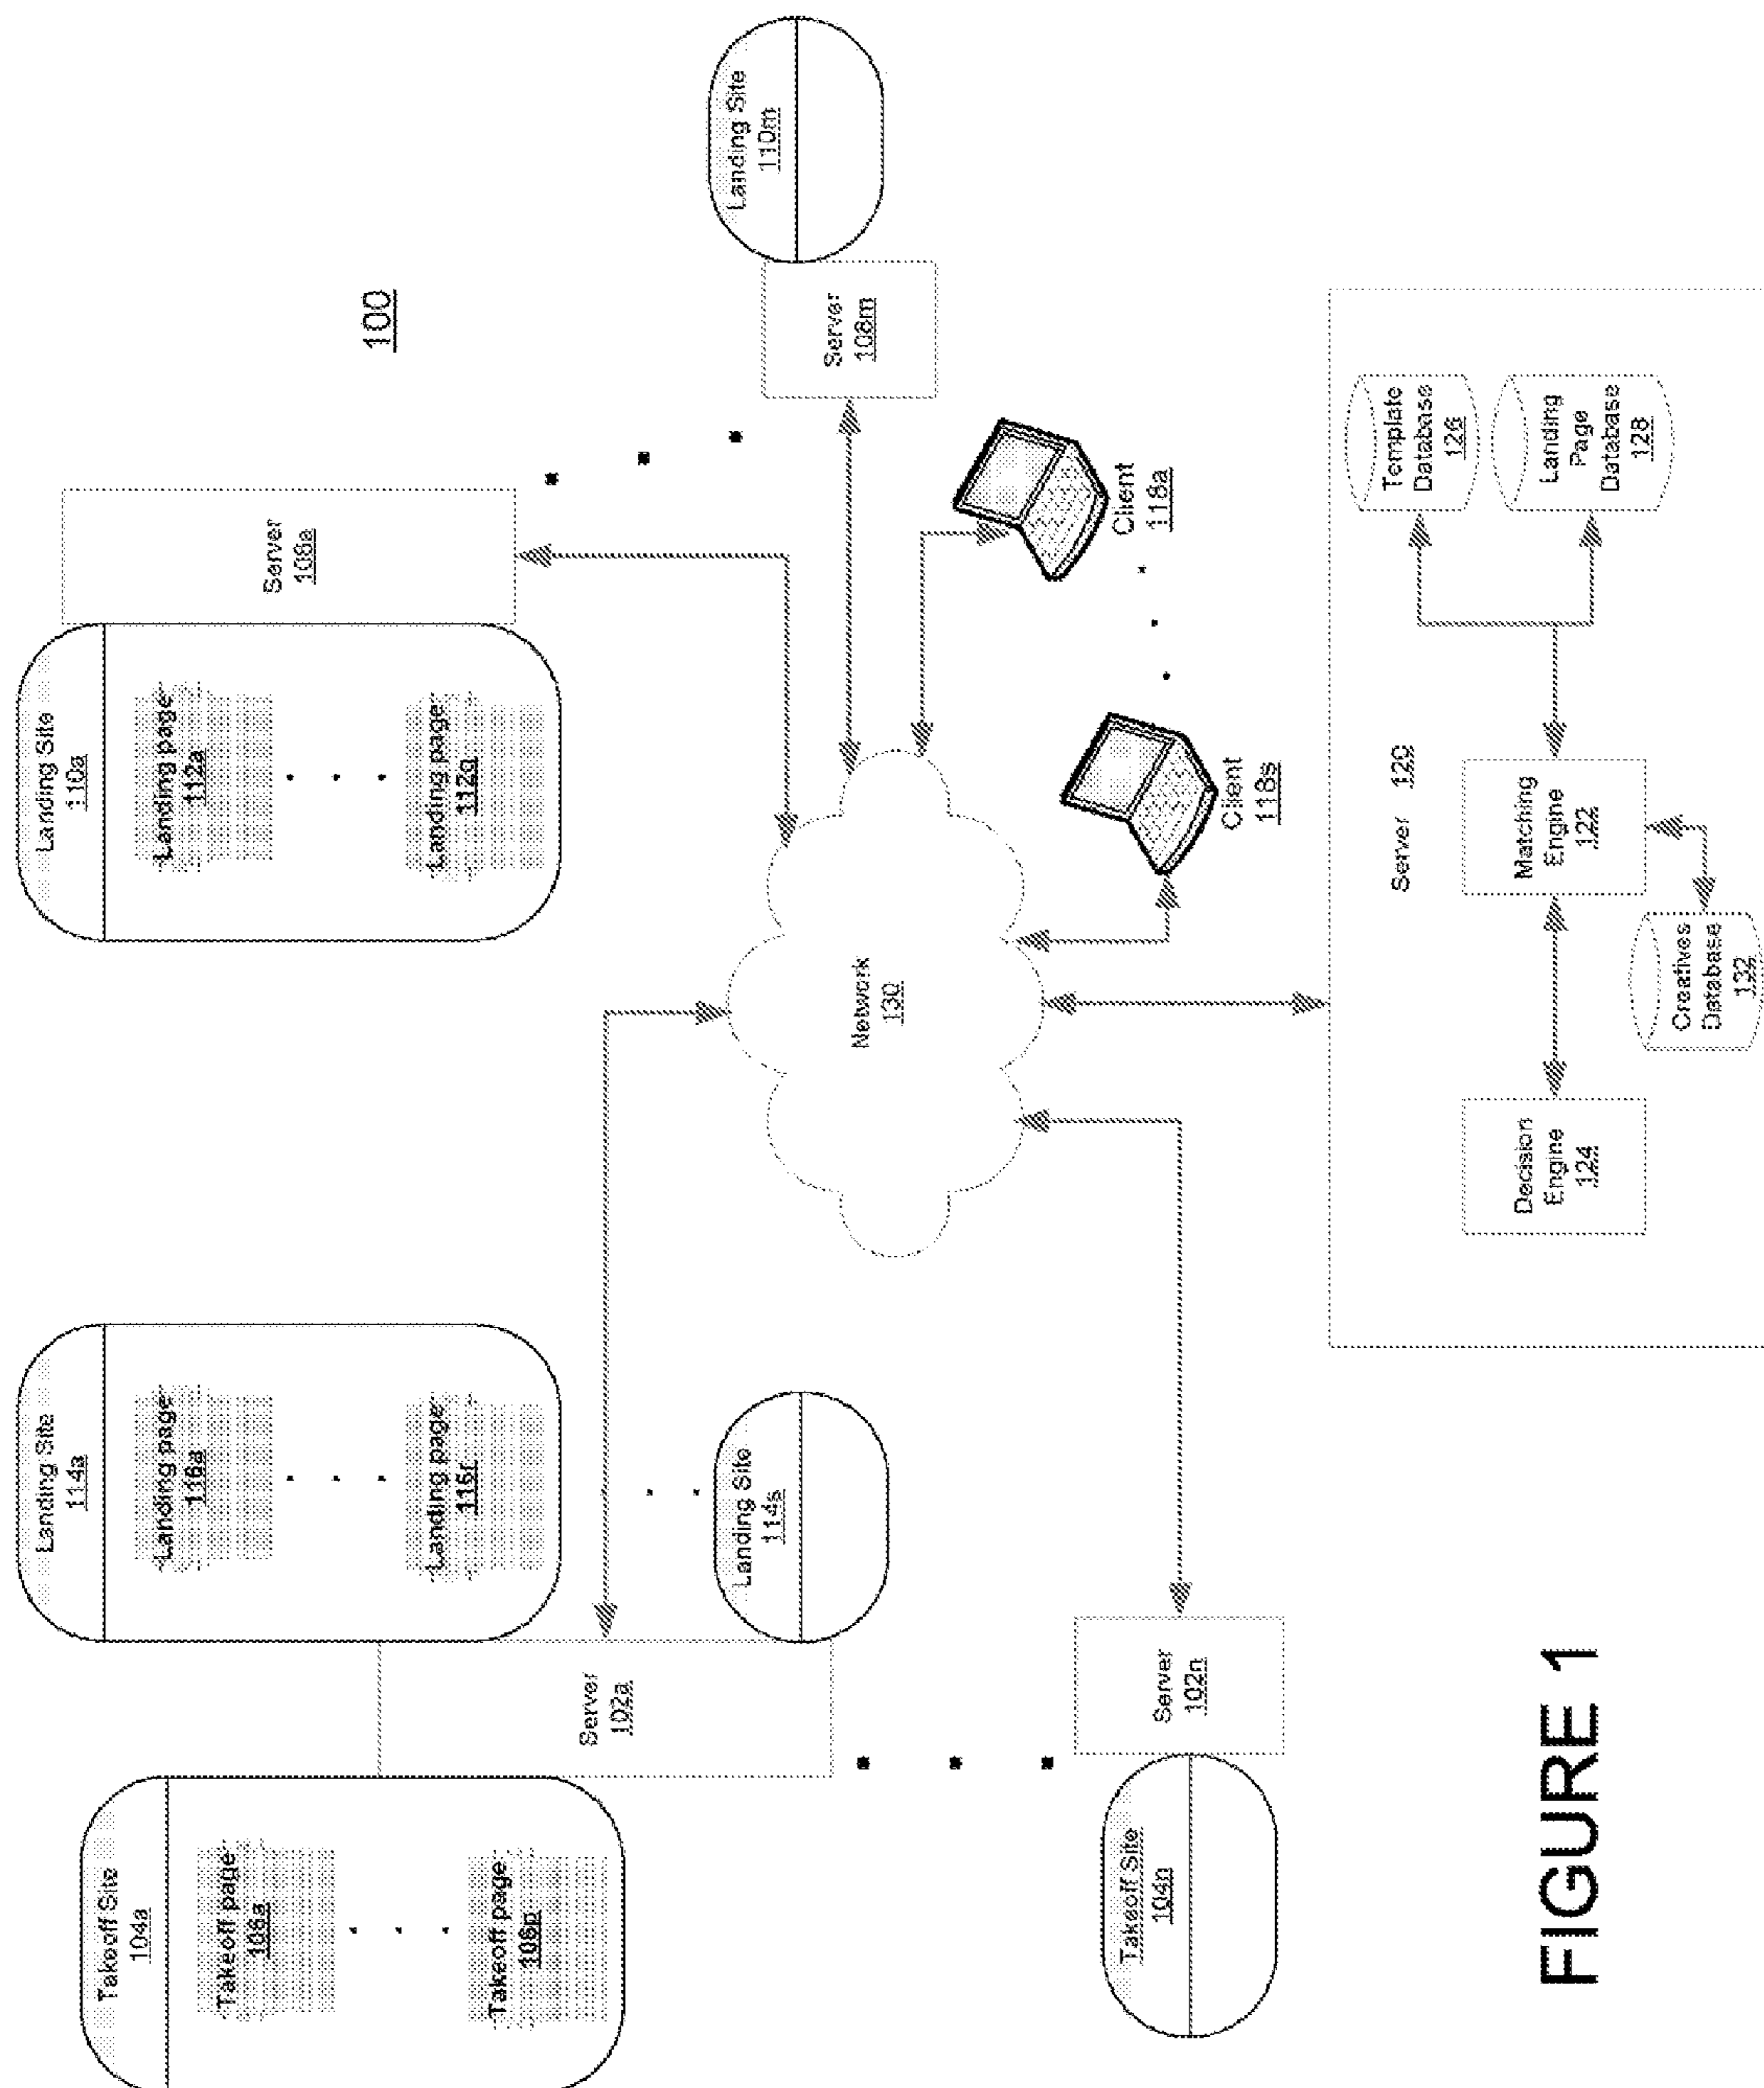 Takeoff Site
104a
Takeoff page
106a
Takeoff page
106p
Server
102a
Landing Site
114a
Landing page
116a
Landing page
116r
Landing Site
114s
Takeoff Site
104n
Server
102n
Landing Site
110a
Landing page
112a
Landing page
112q
Server
108a
100
Landing Site
110m
Server
108m
Network
130
Client
118a
Client
118s
Server 120
Decision
Engine
124
Matching
Engine
122
Creatives
Database
132
Template
Database
126
Landing
Page
Database
128
FIGURE 1